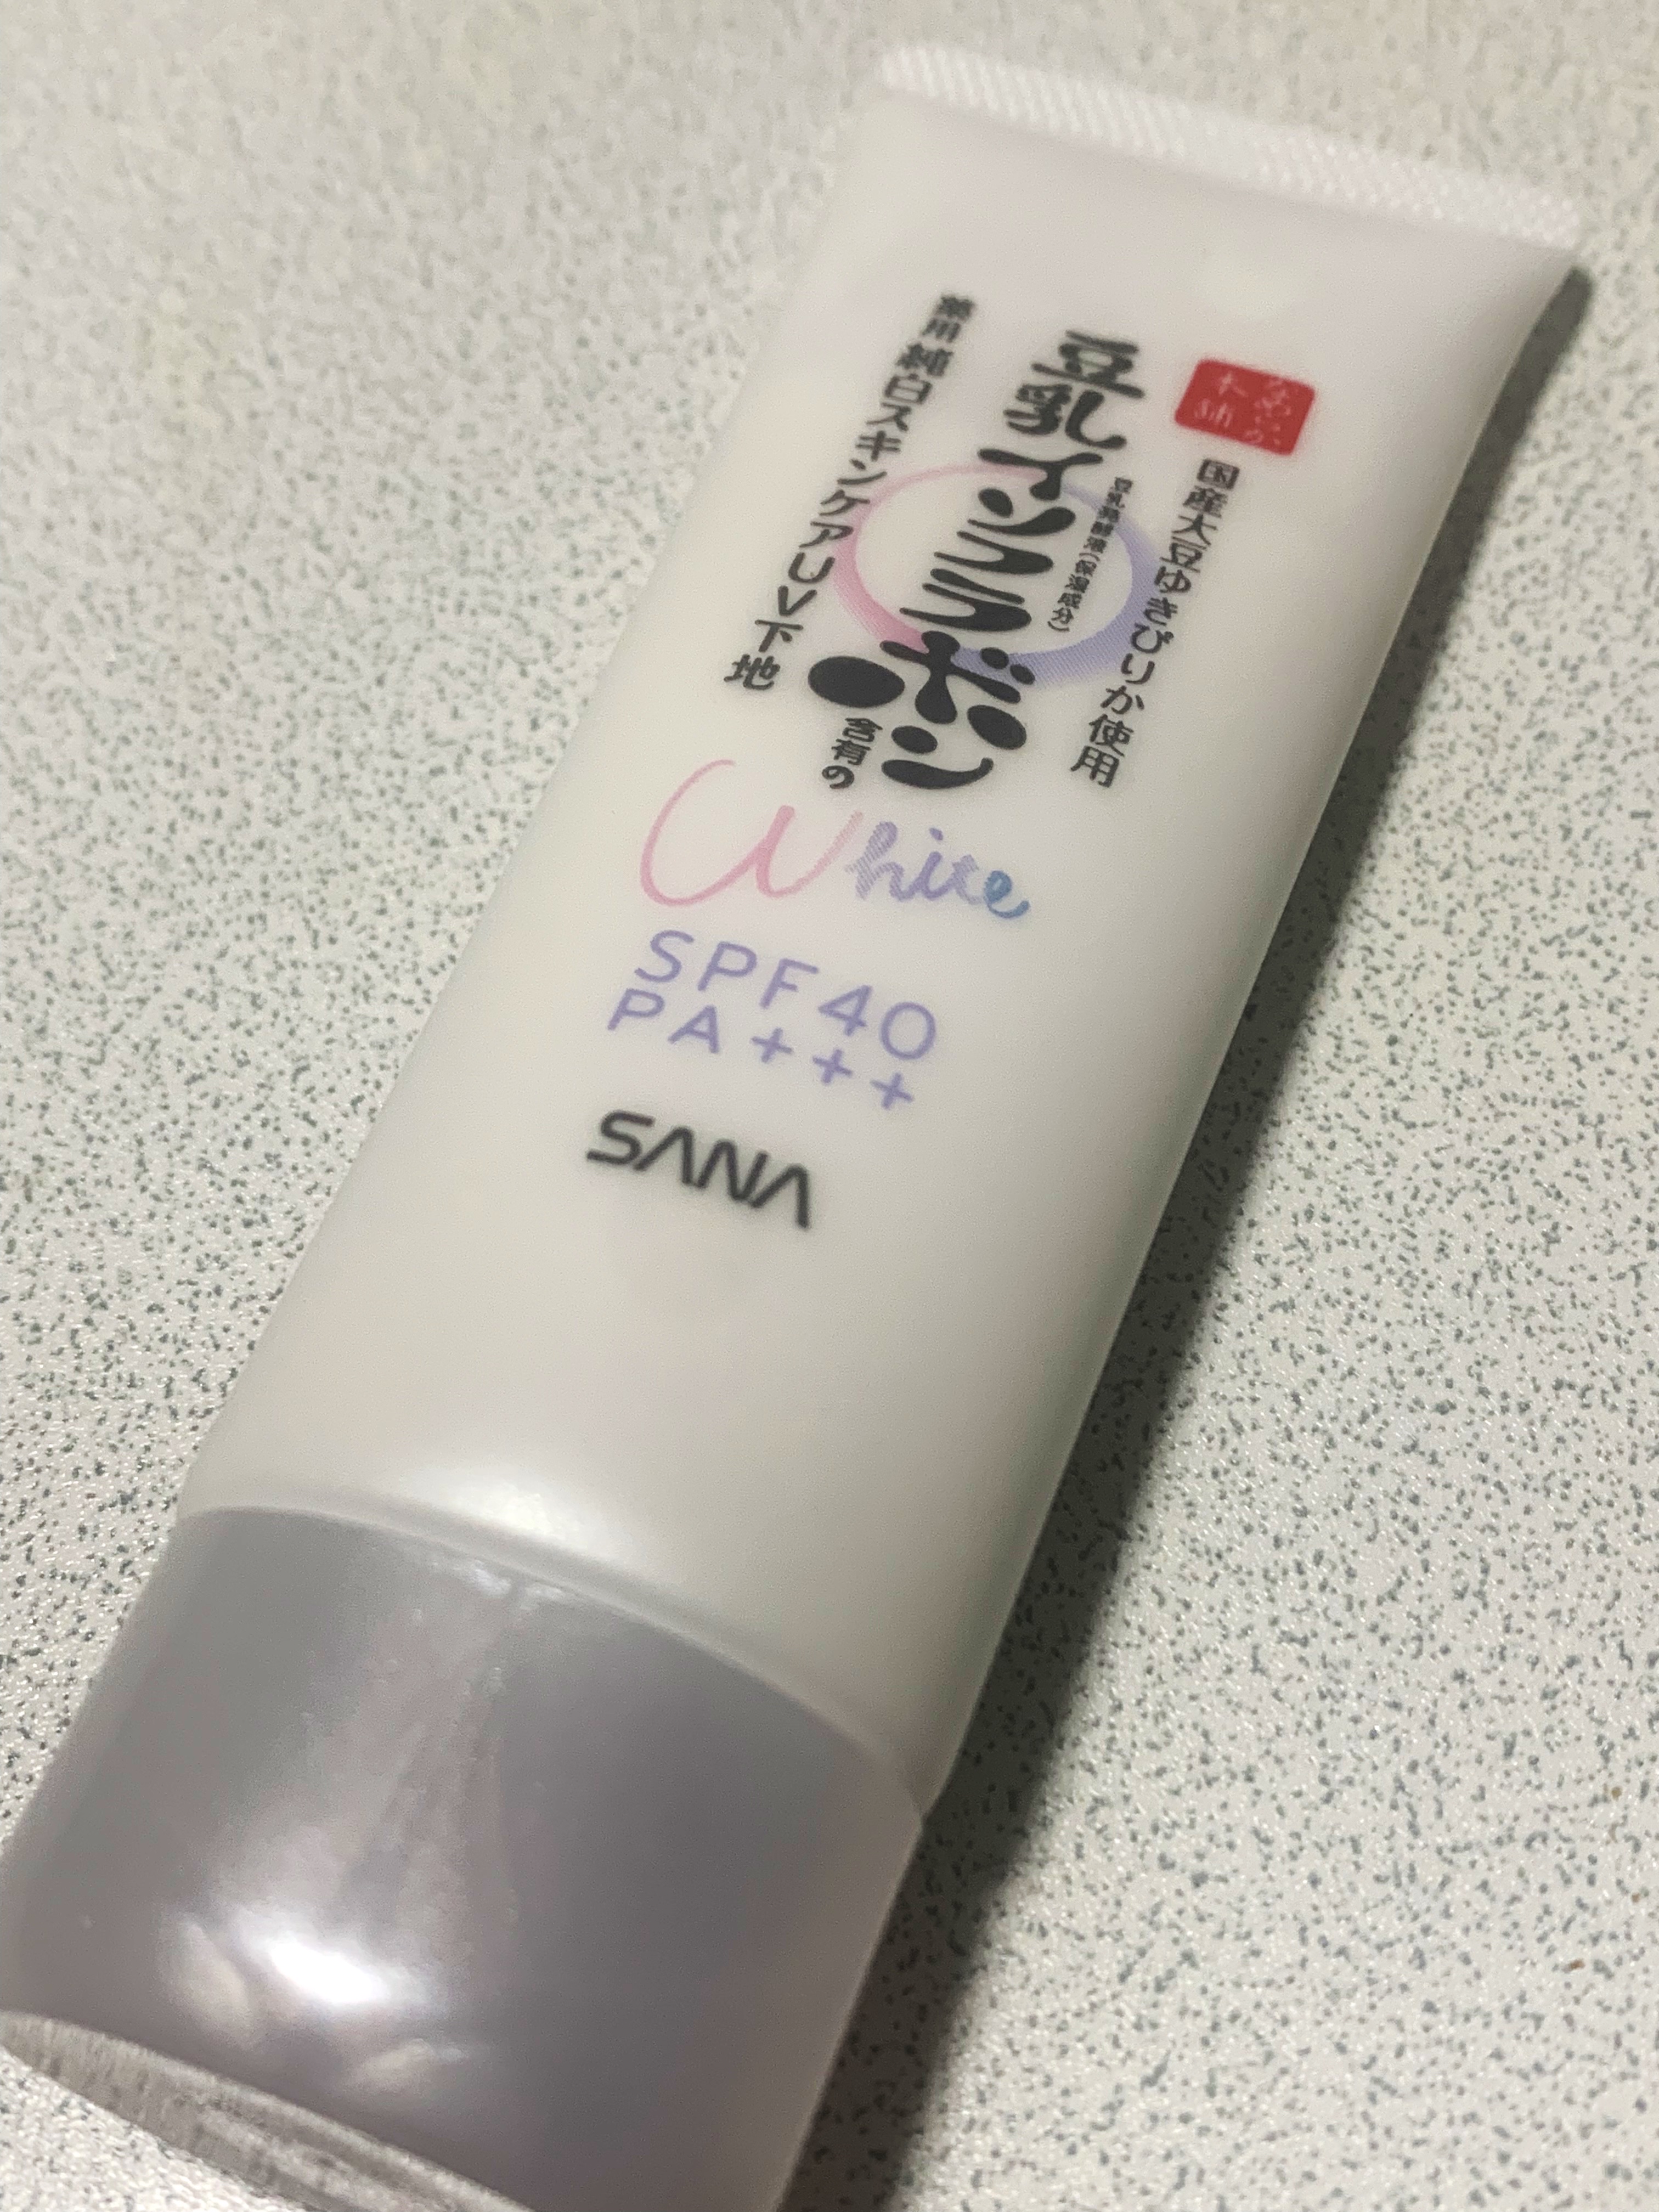 なめらか
本舗
国産大豆ゆきぴりか使用
豆乳発酵液(保湿成分)
豆乳イソフラボン
含有の
薬用 純白スキンケアUV下地
White
SPF40
PA+++
SANA